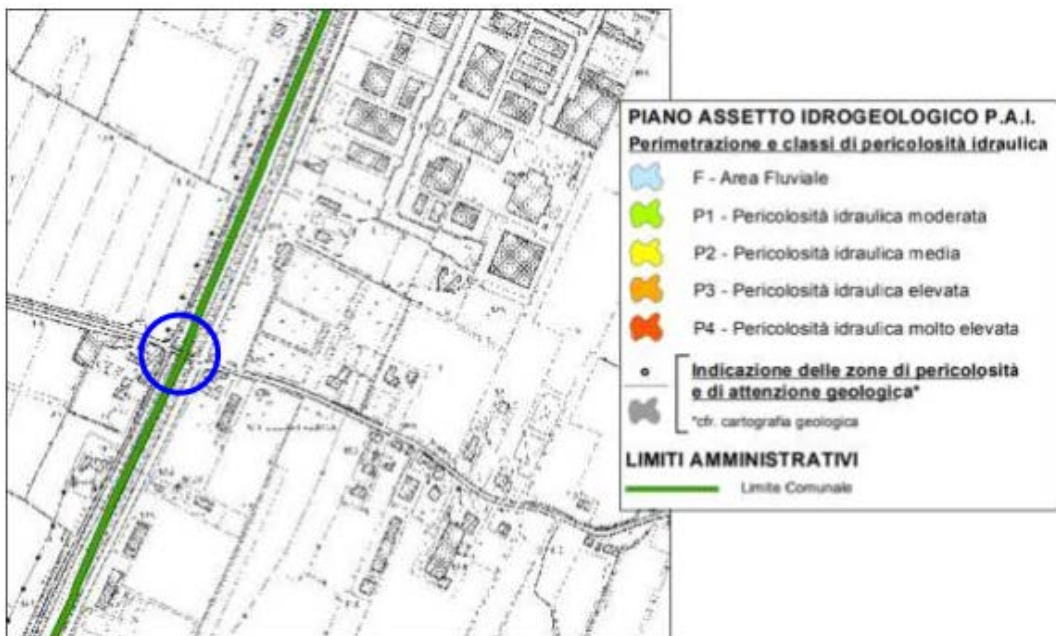 PIANO ASSETTO IDROGEOLOGICO P.A.I.
Perimetrazione e classi di pericolosità idraulica
F - Area Fluviale
P1 - Pericolosità idraulica moderata
P2 - Pericolosità idraulica media
P3 - Pericolosità idraulica elevata
P4 - Pericolosità idraulica molto elevata
Indicazione delle zone di pericolosità
e di attenzione geologica*
*cfr. cartografia geologica
LIMITI AMMINISTRATIVI
Limite Comunale